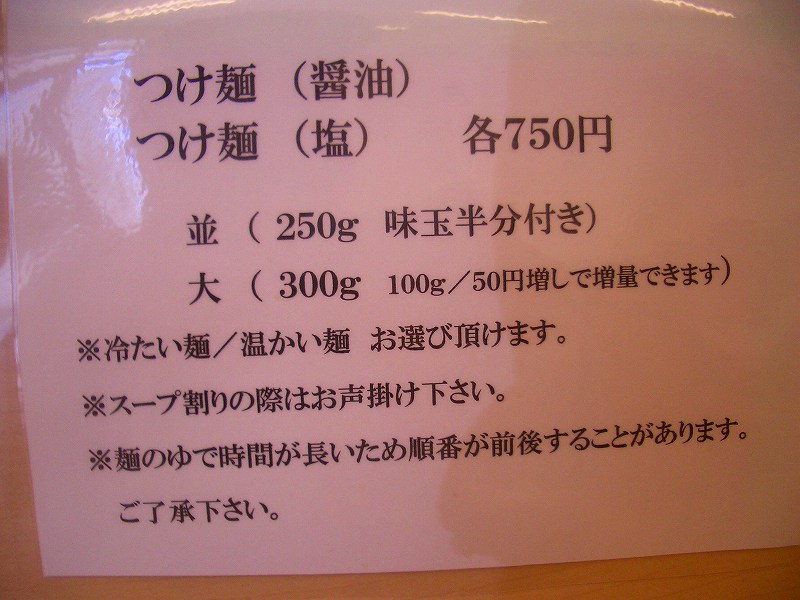 つけ麺（醤油）
つけ麺（塩） 各750円
並（ 250g 味玉半分付き）
大（ 300g 100g／50円増しで増量できます）
※冷たい麺／温かい麺 お選び頂けます。
※スープ割りの際はお声掛け下さい。
※麺のゆで時間が長いため順番が前後することがあります。
ご了承下さい。